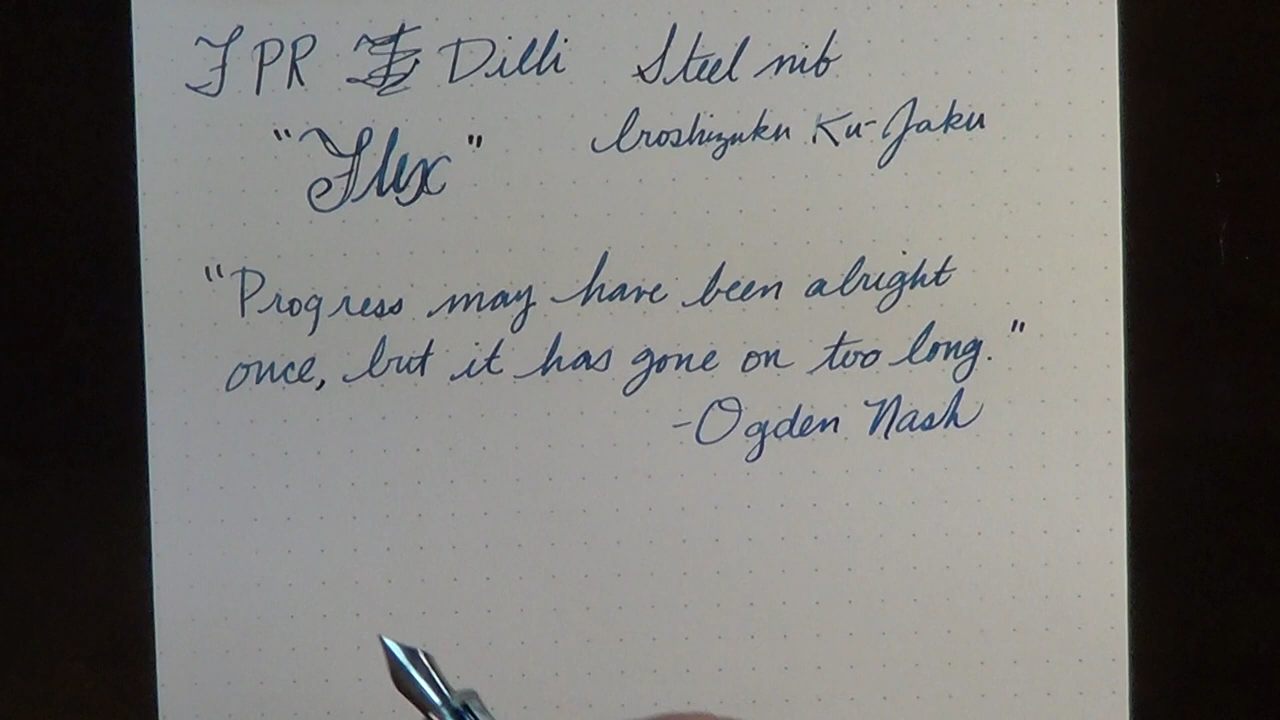 FPR Dilli Steel nib
"Flex" Iroshizuku Ku-Jaku
"Progress may have been alright
once, but it has gone on too long."
-Ogden Nash